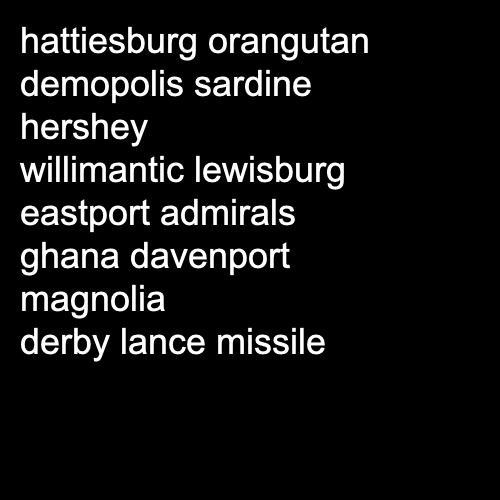 hattiesburg orangutan
demopolis sardine
hershey
willimantic lewisburg
eastport admirals
ghana davenport
magnolia
derby lance missile